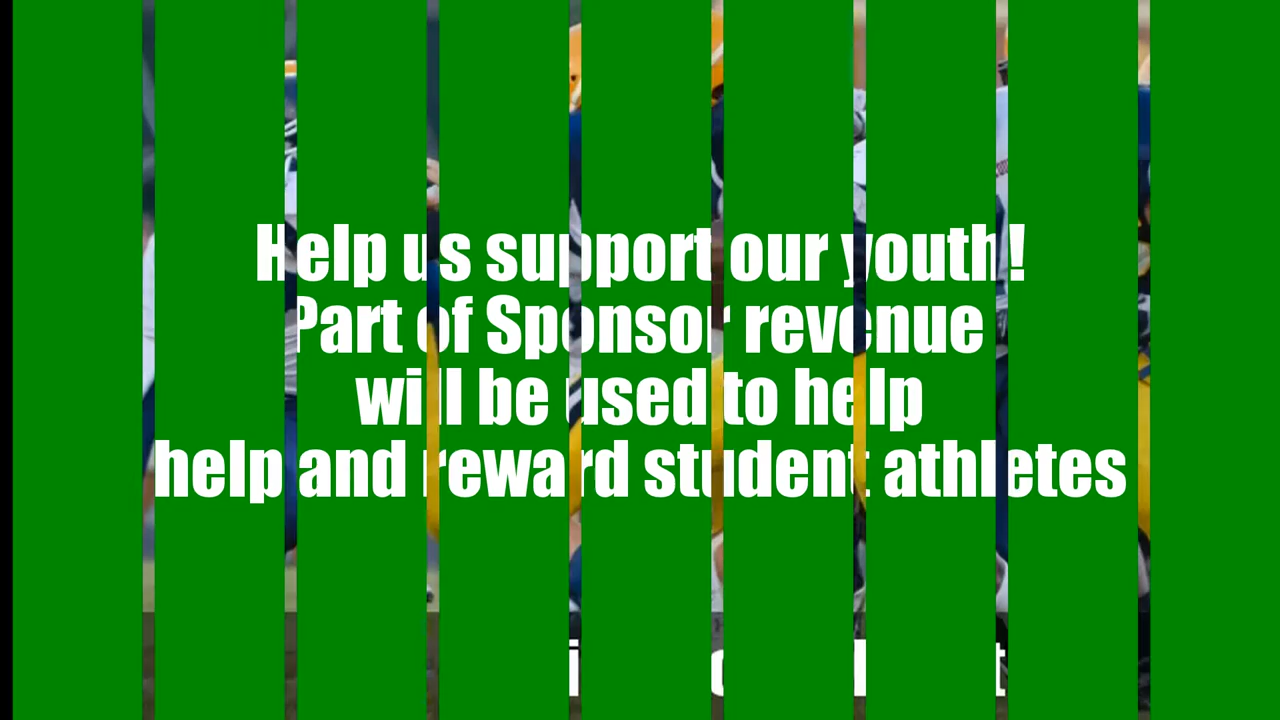 Help us support our youth!
Part of Sponsor revenue
will be used to help
help and reward student athletes